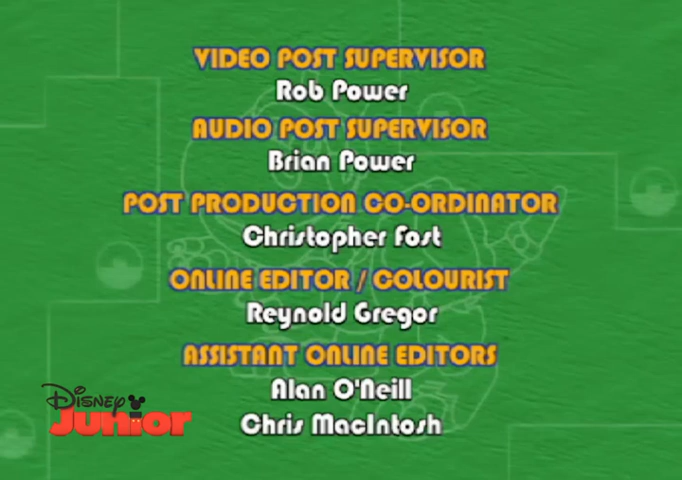 VIDEO POST SUPERVISOR
Rob Power
AUDIO POST SUPERVISOR
Brian Power
POST PRODUCTION CO-ORDINATOR
Christopher Fost
ONLINE EDITOR / COLOURIST
Reynold Gregor
ASSISTANT ONLINE EDITORS
Alan O'Neill
Chris MacIntosh
Disney
Junior